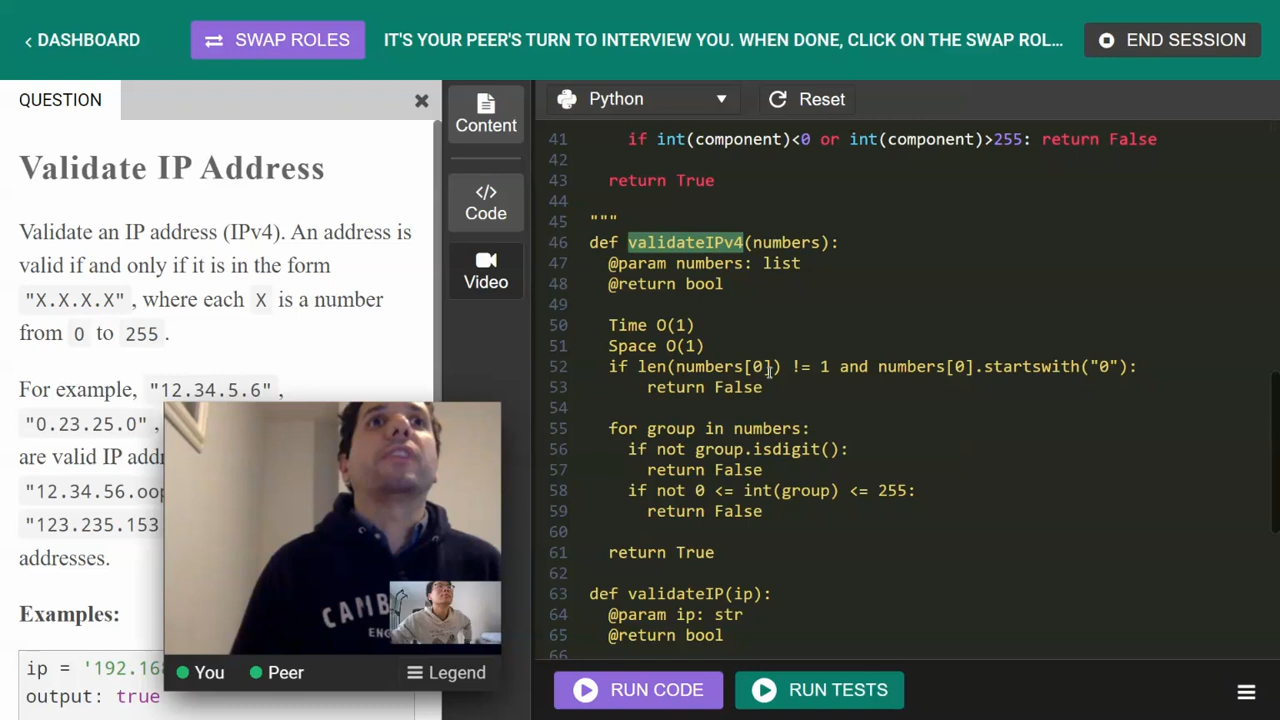 DASHBOARD
SWAP ROLES
IT'S YOUR PEER'S TURN TO INTERVIEW YOU. WHEN DONE, CLICK ON THE SWAP ROL...
END SESSION
QUESTION
Validate IP Address
Validate an IP address (IPv4). An address is
valid if and only if it is in the form
"X.X.X.X", where each X is a number
from 0 to 255.
For example, "12.34.5.6",
"0.23.25.0",
are valid IP
"12.34.56.oop
"123.235.153
addresses.
Examples:
ip = '192.16
output: true
CAMB
ENG
You
Peer
Legend
Content
Code
Video
Python
Reset
41 if int(component)<0 or int(component)>255: return False
42
43 return True
44
45 """
46 def validateIPv4(numbers):
47 @param numbers: list
48 @return bool
49
50 Time O(1)
51 Space O(1)
52 if len(numbers[0]) != 1 and numbers[0].startswith("0"):
53 return False
54
55 for group in numbers:
56 if not group.isdigit():
57 return False
58 if not 0 <= int(group) <= 255:
59 return False
60
61 return True
62
63 def validateIP(ip):
64 @param ip: str
65 @return bool
66
RUN CODE
RUN TESTS